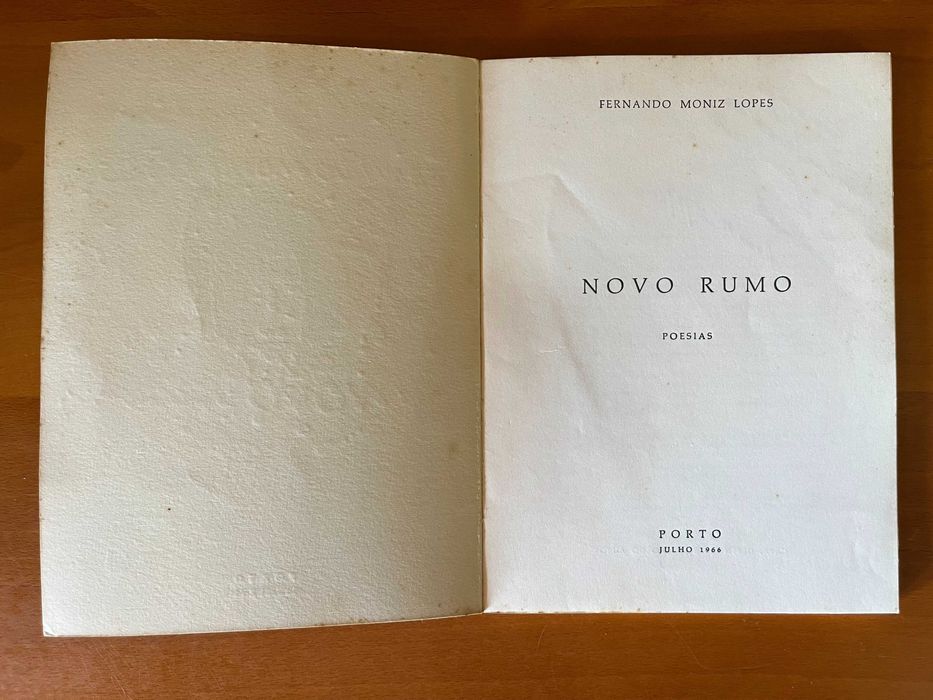 FERNANDO MONIZ LOPES
NOVO RUMO
POESIAS
PORTO
JULHO 1966